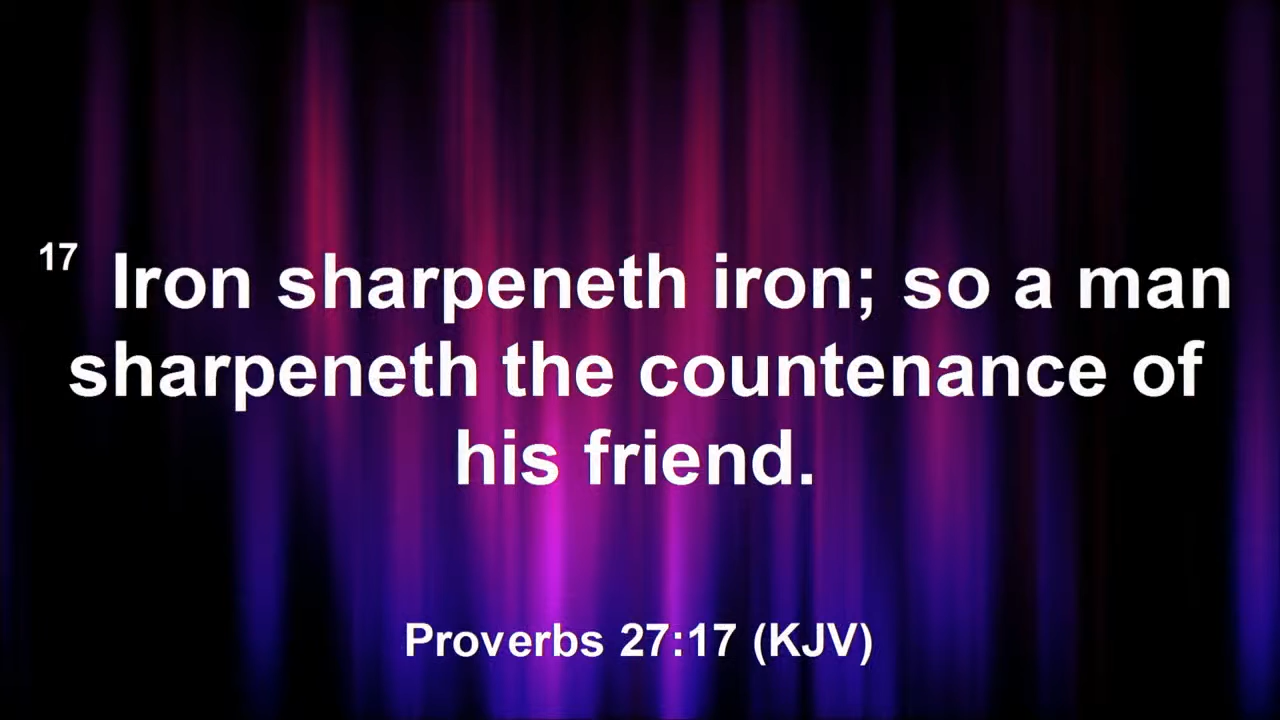 17 Iron sharpeneth iron; so a man
sharpeneth the countenance of
his friend.
Proverbs 27:17 (KJV)